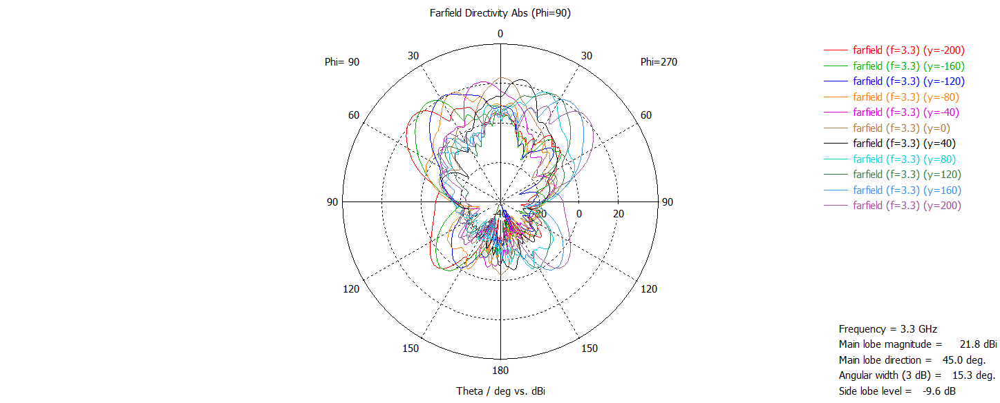 Farfield Directivity Abs (Phi=90)
0
30
30
Phi= 90
Phi=270
60
60
90
90
-40
-20
0
20
120
120
150
150
180
Theta / deg vs. dBi
farfield (f=3.3) (y=-200)
farfield (f=3.3) (y=-160)
farfield (f=3.3) (y=-120)
farfield (f=3.3) (y=-80)
farfield (f=3.3) (y=-40)
farfield (f=3.3) (y=0)
farfield (f=3.3) (y=40)
farfield (f=3.3) (y=80)
farfield (f=3.3) (y=120)
farfield (f=3.3) (y=160)
farfield (f=3.3) (y=200)
Frequency = 3.3 GHz
Main lobe magnitude = 21.8 dBi
Main lobe direction = 45.0 deg.
Angular width (3 dB) = 15.3 deg.
Side lobe level = -9.6 dB